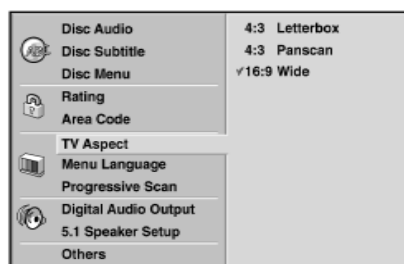 Disc Audio
Disc Subtitle
Disc Menu
Rating
Area Code
TV Aspect
Menu Language
Progressive Scan
Digital Audio Output
5.1 Speaker Setup
Others
4:3 Letterbox
4:3 Panscan
✓16:9 Wide